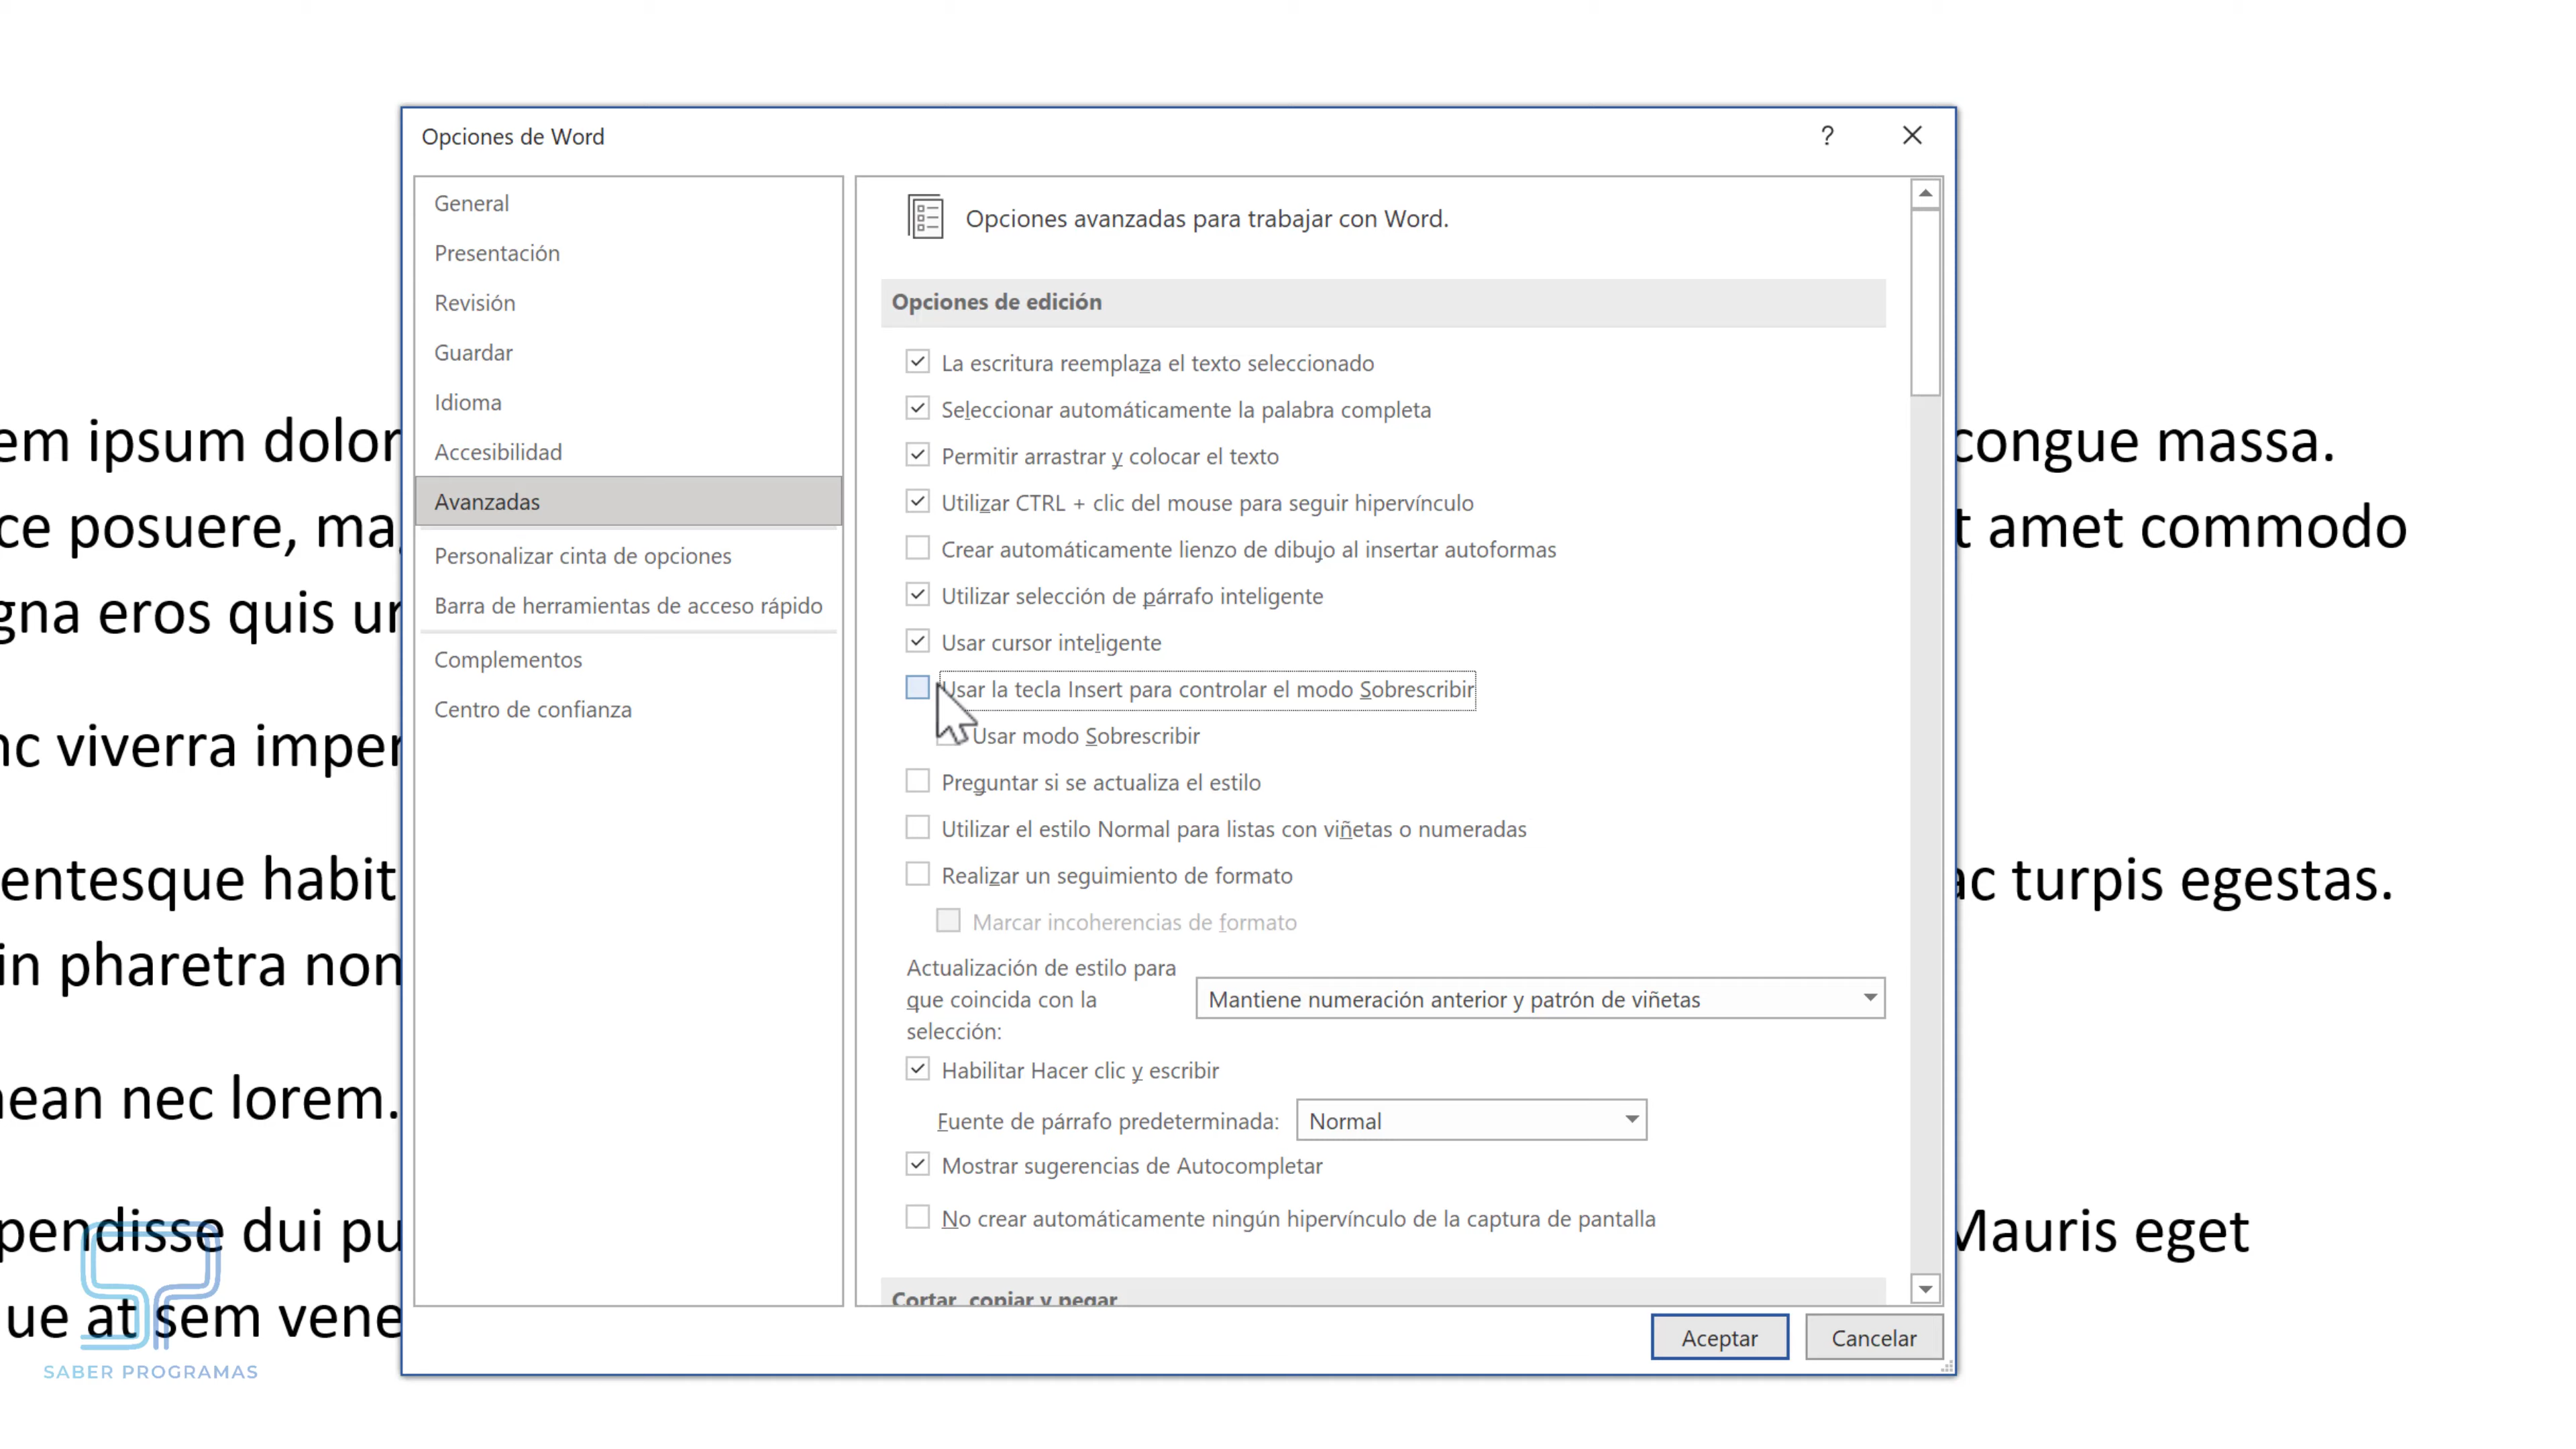 Opciones de Word
?
General
Presentación
Revisión
Guardar
Idioma
Accesibilidad
Avanzadas
Personalizar cinta de opciones
Barra de herramientas de acceso rápido
Complementos
Centro de confianza
Opciones avanzadas para trabajar con Word.
Opciones de edición
La escritura reemplaza el texto seleccionado
Seleccionar automáticamente la palabra completa
Permitir arrastrar y colocar el texto
Utilizar CTRL + clic del mouse para seguir hipervínculo
Crear automáticamente lienzo de dibujo al insertar autoformas
Utilizar selección de párrafo inteligente
Usar cursor inteligente
Usar la tecla Insert para controlar el modo Sobrescribir
Usar modo Sobrescribir
Preguntar si se actualiza el estilo
Utilizar el estilo Normal para listas con viñetas o numeradas
Realizar un seguimiento de formato
Marcar incoherencias de formato
Actualización de estilo para
que coincida con la
selección:
Mantiene numeración anterior y patrón de viñetas
Habilitar Hacer clic y escribir
Fuente de párrafo predeterminada: Normal
Mostrar sugerencias de Autocompletar
No crear automáticamente ningún hipervínculo de la captura de pantalla
Cortar, copiar y pegar
Aceptar Cancelar
em ipsum dolor congue massa.
ce posuere, ma t amet commodo
gna eros quis ur
nc viverra imper
entesque habit ac turpis egestas.
in pharetra non
nean nec lorem.
pendisse dui pu Mauris eget
ue at sem vene
SABER PROGRAMAS